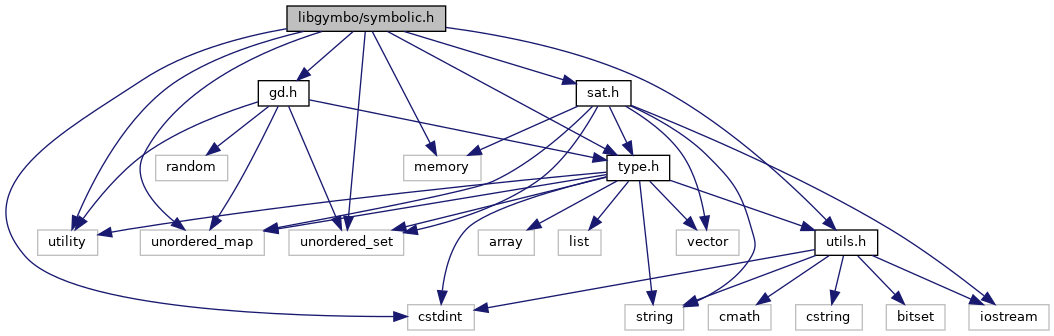 libgymbo/symbolic.h
gd.h
sat.h
random
memory
type.h
utility
unordered_map
unordered_set
array
list
vector
utils.h
cstdint
string
cmath
cstring
bitset
iostream